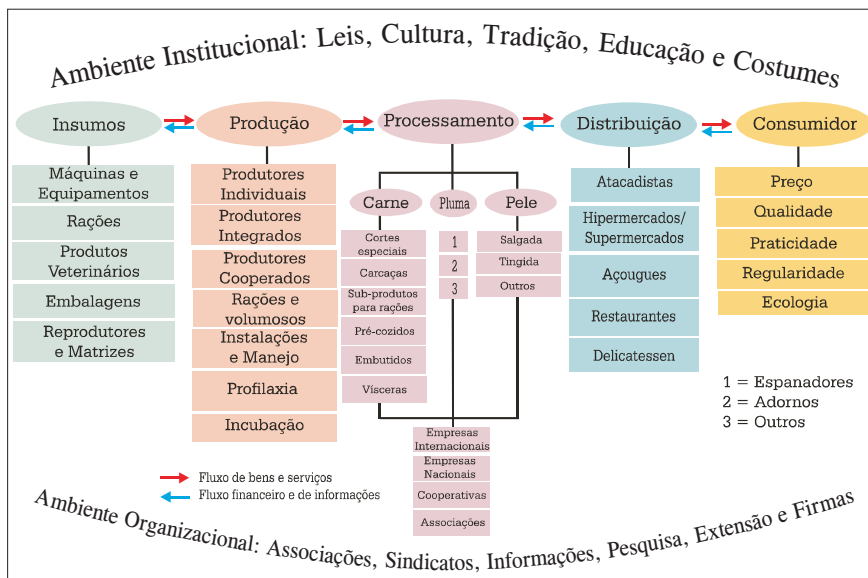 Ambiente Institucional: Leis, Cultura, Tradição, Educação e Costumes
Insumos
Produção
Processamento
Distribuição
Consumidor
Máquinas e
Equipamentos
Rações
Produtos
Veterinários
Embalagens
Reprodutores
e Matrizes
Produtores
Individuais
Produtores
Integrados
Produtores
Cooperados
Rações e
volumosos
Instalações
e Manejo
Profilaxia
Incubação
Carne
Pluma
Pele
Cortes
especiais
Carcaças
Sub-produtos
para rações
Pré-cozidos
Embutidos
Vísceras
1
2
3
Salgada
Tingida
Outros
Empresas
Internacionais
Empresas
Nacionais
Cooperativas
Associações
Atacadistas
Hipermercados/
Supermercados
Açougues
Restaurantes
Delicatessen
Preço
Qualidade
Praticidade
Regularidade
Ecologia
1 = Espanadores
2 = Adornos
3 = Outros
Fluxo de bens e serviços
Fluxo financeiro e de informações
Ambiente Organizacional: Associações, Sindicatos, Informações, Pesquisa, Extensão e Firmas